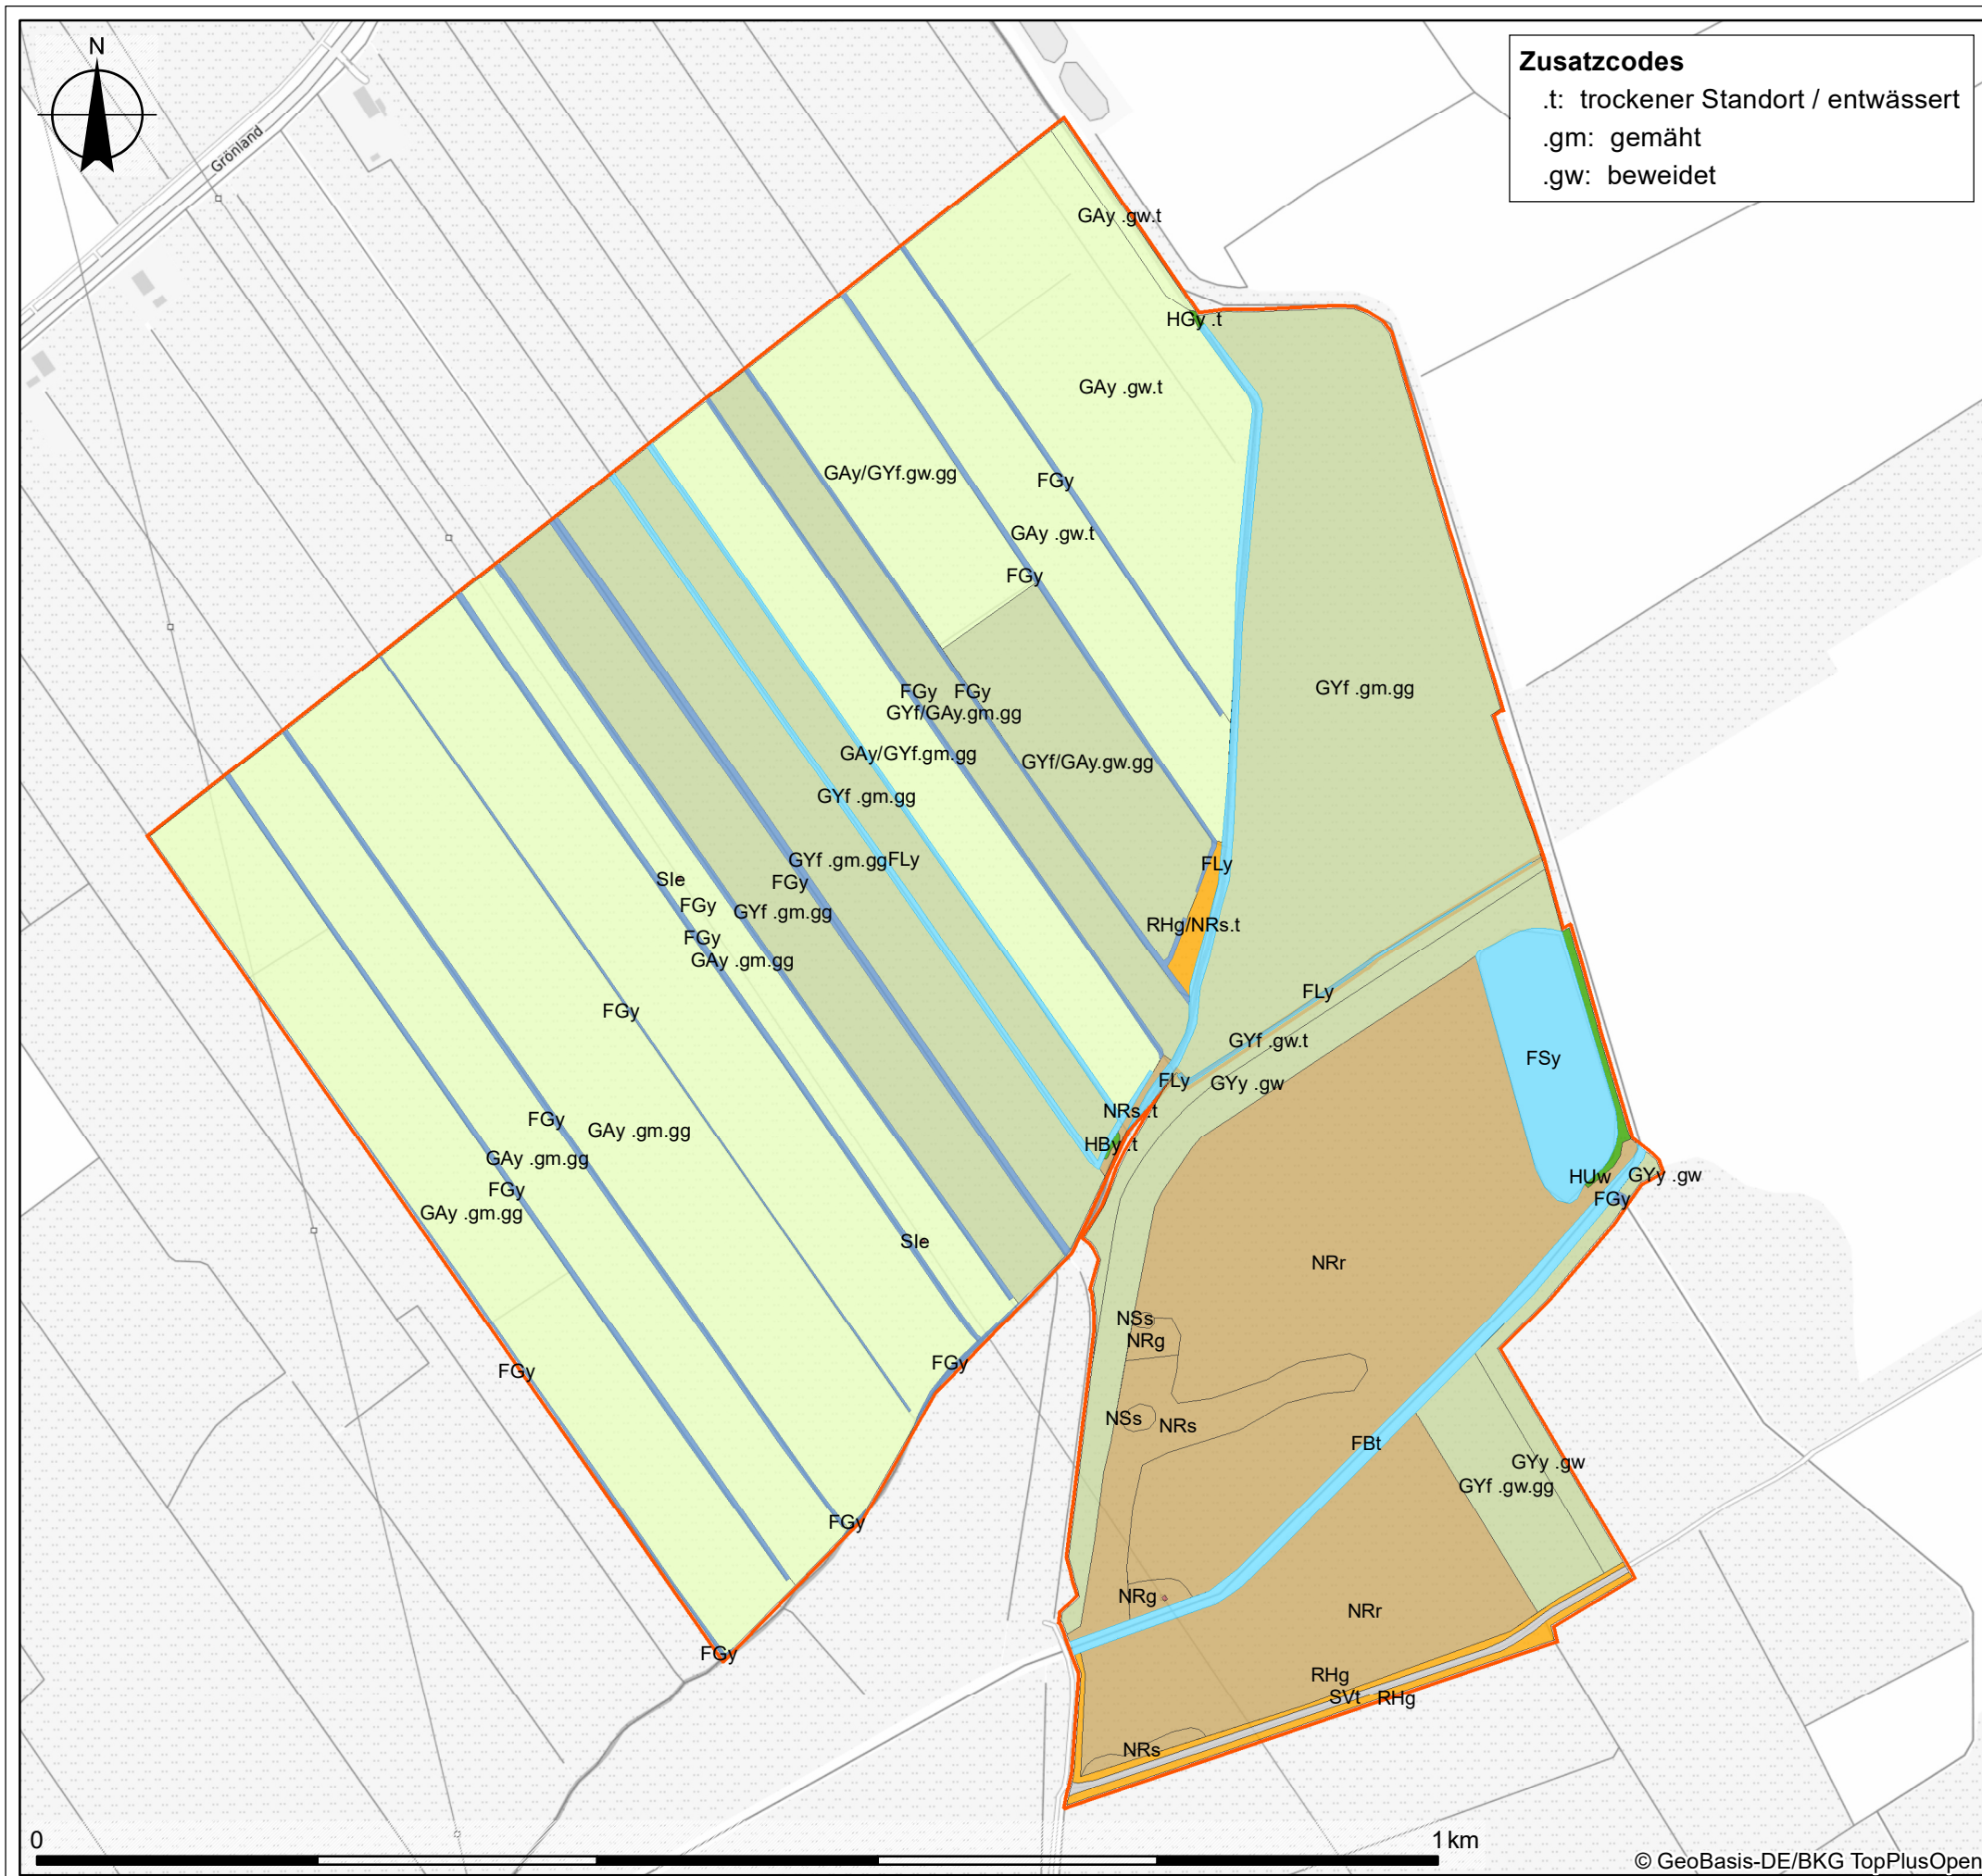 N
Grönland
Zusatzcodes
.t: trockener Standort / entwässert
.gm: gemäht
.gw: beweidet
GAy .gw.t
HGy .t
GAy .gw.t
GAy/GYf.gw.gg
FGy
GAy .gw.t
FGy
GYf .gm.gg
FGy FGy
GYf/GAy.gm.gg
GAy/GYf.gm.gg
GYf/GAy.gw.gg
GYf .gm.gg
GYf .gm.ggFLy
FLy
SIe
FGy
FGy
GYf .gm.gg
RHg/NRs.t
FGy
GAy .gm.gg
FGy
FLy
GYf .gw.t
FSy
FLy
GYy .gw
NRs .t
FGy
GAy .gm.gg
HBy .t
GAy .gm.gg
HUw
GYy .gw
FGy
FGy
GAy .gm.gg
SIe
NRr
NSs
NRg
FGy
FGy
NSs
NRs
FBt
GYy .gw
GYf .gw.gg
FGy
NRg
NRr
FGy
RHg
SVt RHg
NRs
0
1 km
© GeoBasis-DE/BKG TopPlusOpen